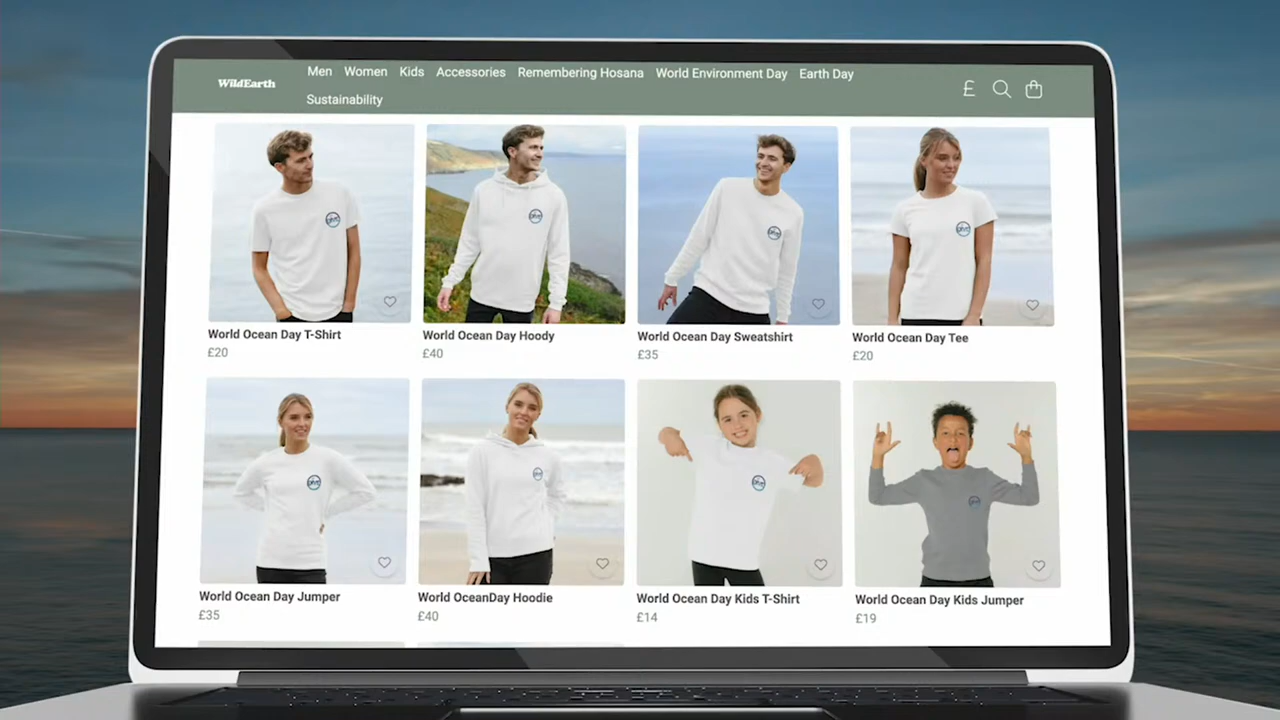 WildEarth
Men Women Kids Accessories Remembering Hosana World Environment Day Earth Day
Sustainability
£
World Ocean Day T-Shirt
£20
World Ocean Day Hoody
£40
World Ocean Day Sweatshirt
£35
World Ocean Day Tee
£20
World Ocean Day Jumper
£35
World OceanDay Hoodie
£40
World Ocean Day Kids T-Shirt
£14
World Ocean Day Kids Jumper
£19